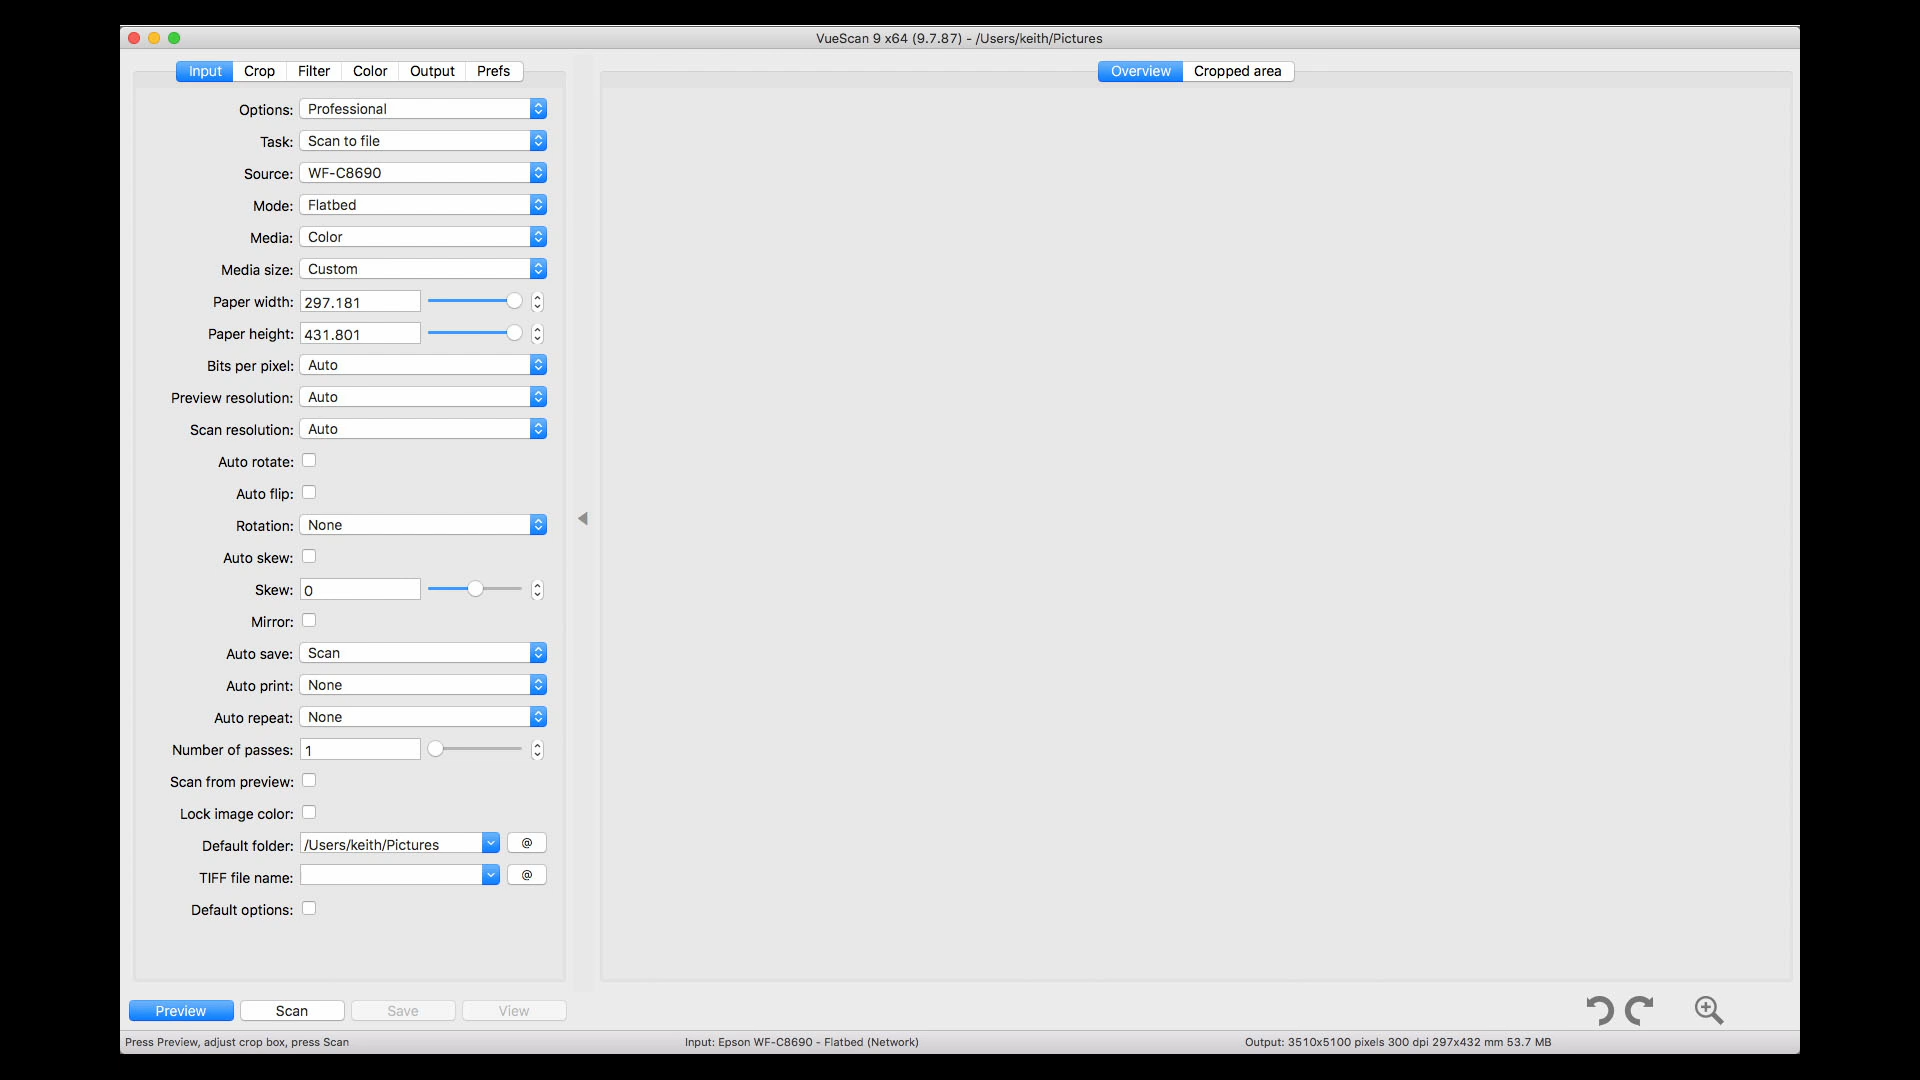 VueScan 9 x64 (9.7.87) - /Users/keith/Pictures
Input Crop Filter Color Output Prefs
Overview Cropped area
Options: Professional
Task: Scan to file
Source: WF-C8690
Mode: Flatbed
Media: Color
Media size: Custom
Paper width: 297.181
Paper height: 431.801
Bits per pixel: Auto
Preview resolution: Auto
Scan resolution: Auto
Auto rotate:
Auto flip:
Rotation: None
Auto skew:
Skew: 0
Mirror:
Auto save: Scan
Auto print: None
Auto repeat: None
Number of passes: 1
Scan from preview:
Lock image color:
Default folder: /Users/keith/Pictures @
TIFF file name: @
Default options:
Preview Scan Save View
Press Preview, adjust crop box, press Scan
Input: Epson WF-C8690 - Flatbed (Network)
Output: 3510x5100 pixels 300 dpi 297x432 mm 53.7 MB